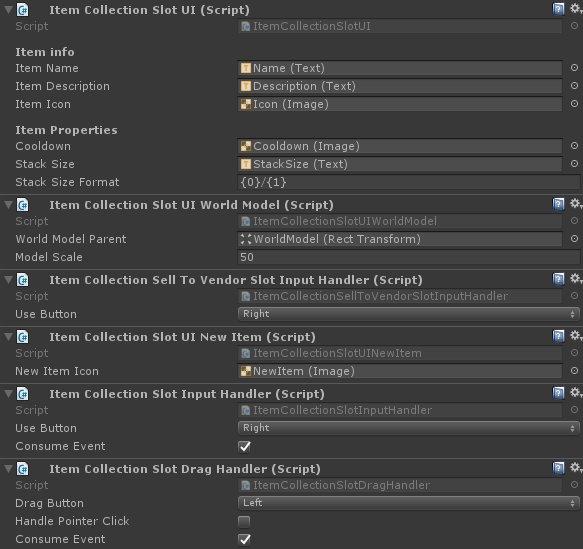 Item Collection Slot UI (Script)
Script ItemCollectionSlotUI
Item info
Item Name Name (Text)
Item Description Description (Text)
Item Icon Icon (Image)
Item Properties
Cooldown Cooldown (Image)
Stack Size StackSize (Text)
Stack Size Format {0}/{1}
Item Collection Slot UI World Model (Script)
Script ItemCollectionSlotUIWorldModel
World Model Parent WorldModel (Rect Transform)
Model Scale 50
Item Collection Sell To Vendor Slot Input Handler (Script)
Script ItemCollectionSellToVendorSlotInputHandler
Use Button Right
Item Collection Slot UI New Item (Script)
Script ItemCollectionSlotUINewItem
New Item Icon NewItem (Image)
Item Collection Slot Input Handler (Script)
Script ItemCollectionSlotInputHandler
Use Button Right
Consume Event
Item Collection Slot Drag Handler (Script)
Script ItemCollectionSlotDragHandler
Drag Button Left
Handle Pointer Click
Consume Event